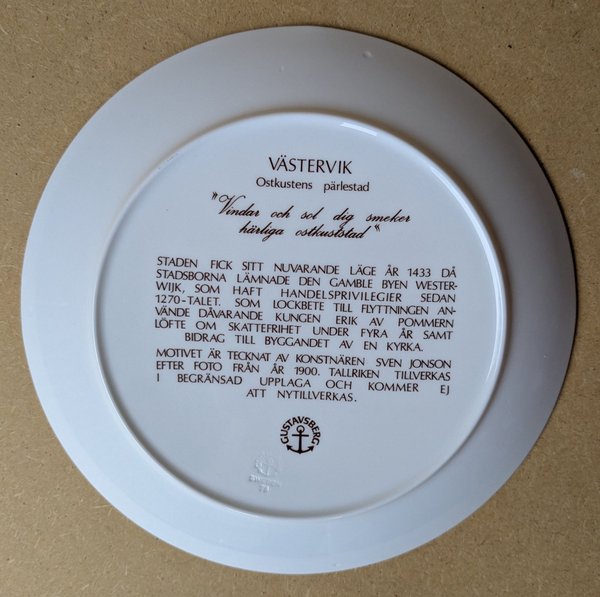 VÄSTERVIK
Ostkustens pärlestad
"Vindar och sol dig smeker
härliga ostkuststad"
STADEN FICK SITT NUVARANDE LÄGE ÅR 1433 DÅ
STADSBORNA LÄMNADE DEN GAMBLE BYEN WESTER-
WIJK, SOM HAFT HANDELSPRIVILEGIER SEDAN
1270-TALET. SOM LOCKBETE TILL FLYTTNINGEN AN-
VÄNDE DÅVARANDE KUNGEN ERIK AV POMMERN
LÖFTE OM SKATTEFRIHET UNDER FYRA ÅR SAMT
BIDRAG TILL BYGGANDET AV EN KYRKA.
MOTIVET ÄR TECKNAT AV KONSTNÄREN SVEN JONSON
EFTER FOTO FRÅN ÅR 1900. TALLRIKEN TILLVERKAS
I BEGRÄNSAD UPPLAGA OCH KOMMER EJ
ATT NYTILLVERKAS.
GUSTAVSBERG